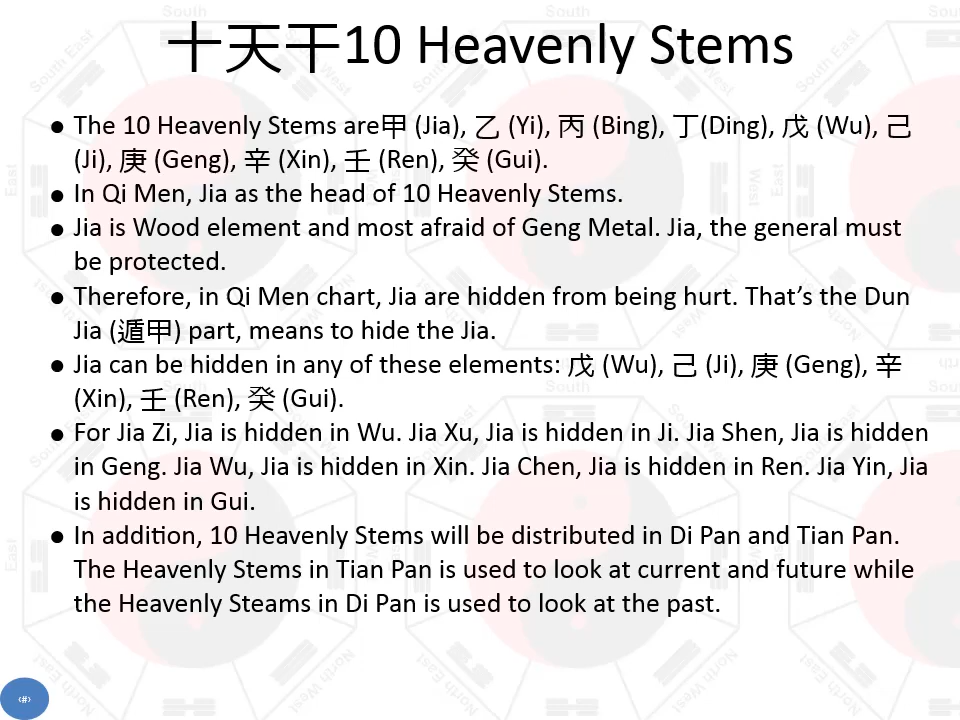 十天干10 Heavenly Stems
● The 10 Heavenly Stems are甲 (Jia), 乙 (Yi), 丙 (Bing), 丁(Ding), 戊 (Wu), 己
(Ji), 庚 (Geng), 辛 (Xin), 壬 (Ren), 癸 (Gui).
● In Qi Men, Jia as the head of 10 Heavenly Stems.
● Jia is Wood element and most afraid of Geng Metal. Jia, the general must
be protected.
● Therefore, in Qi Men chart, Jia are hidden from being hurt. That’s the Dun
Jia (遁甲) part, means to hide the Jia.
● Jia can be hidden in any of these elements: 戊 (Wu), 己 (Ji), 庚 (Geng), 辛
(Xin), 壬 (Ren), 癸 (Gui).
● For Jia Zi, Jia is hidden in Wu. Jia Xu, Jia is hidden in Ji. Jia Shen, Jia is hidden
in Geng. Jia Wu, Jia is hidden in Xin. Jia Chen, Jia is hidden in Ren. Jia Yin, Jia
is hidden in Gui.
● In addition, 10 Heavenly Stems will be distributed in Di Pan and Tian Pan.
The Heavenly Stems in Tian Pan is used to look at current and future while
the Heavenly Steams in Di Pan is used to look at the past.
‹#›